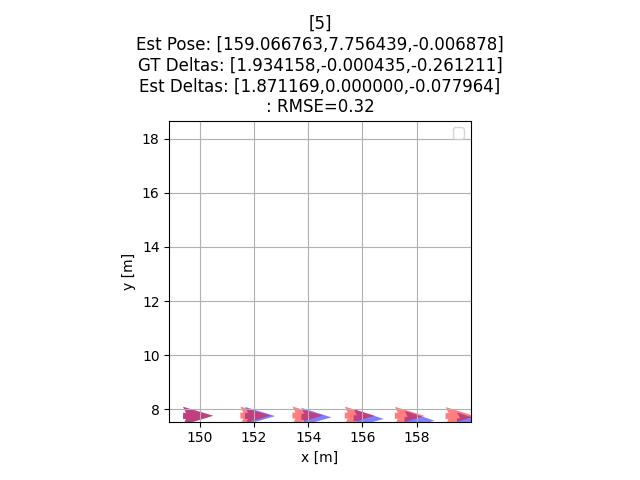 [5]
Est Pose: [159.066763,7.756439,-0.006878]
GT Deltas: [1.934158,-0.000435,-0.261211]
Est Deltas: [1.871169,0.000000,-0.077964]
: RMSE=0.32
18
16
14
12
10
8
y [m]
150 152 154 156 158
x [m]